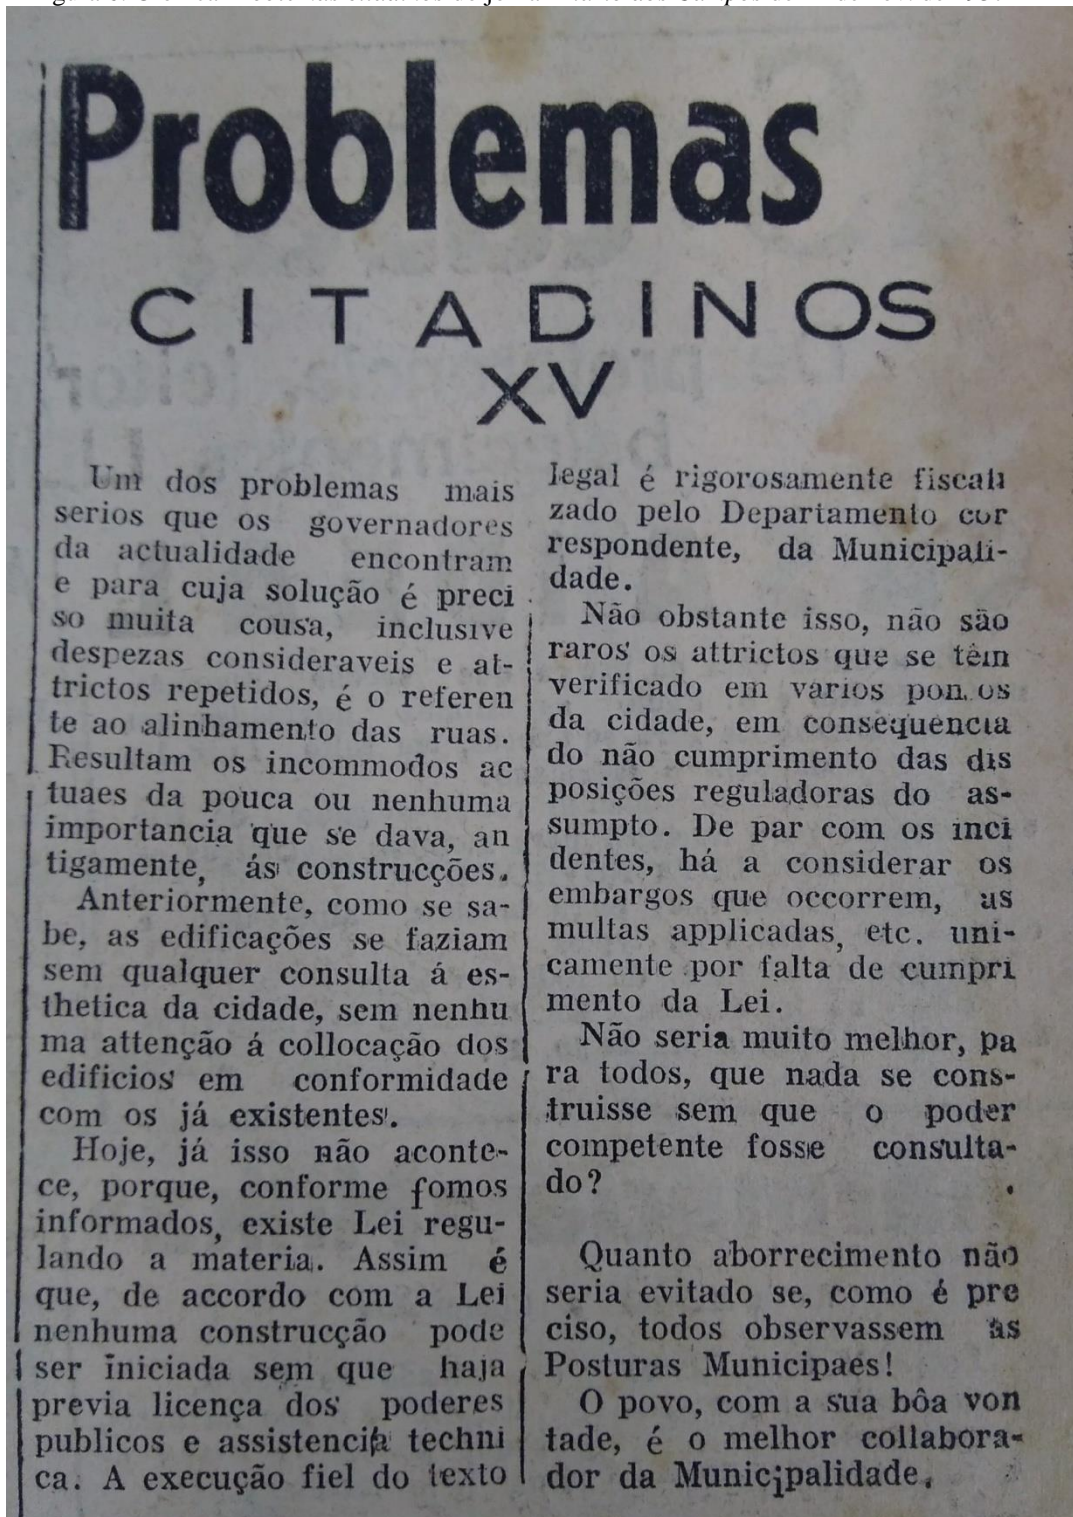 Problemas
CITADINOS
XV
Um dos problemas mais
serios que os governadores
da actualidade encontram
e para cuja solução é preci
so muita cousa, inclusive
despezas consideraveis e at-
trictos repetidos, é o referen
te ao alinhamento das ruas.
Resultam os incommodos ac
tuaes da pouca ou nenhuma
importancia que se dava, an
tigamente, ás construcções.
Anteriormente, como se sa-
be, as edificações se faziam
sem qualquer consulta á es-
thetica da cidade, sem nenhu
ma attenção á collocação dos
edificios em conformidade
com os já existentes.
Hoje, já isso não aconte-
ce, porque, conforme fomos
informados, existe Lei regu-
lando a materia. Assim é
que, de accordo com a Lei
nenhuma construcção pode
ser iniciada sem que haja
previa licença dos poderes
publicos e assistencia techni
ca. A execução fiel do texto
legal é rigorosamente fiscali
zado pelo Departamento cor
respondente, da Municipali-
dade.
Não obstante isso, não são
raros os attrictos que se têm
verificado em varios pontos
da cidade, em consequencia
do não cumprimento das dis
posições reguladoras do as-
sumpto. De par com os inci
dentes, há a considerar os
embargos que occorrem, as
multas applicadas, etc. uni-
camente por falta de cumpri
mento da Lei.
Não seria muito melhor, pa
ra todos, que nada se cons-
truisse sem que o poder
competente fosse consulta-
do?
Quanto aborrecimento não
seria evitado se, como é pre
ciso, todos observassem as
Posturas Municipaes!
O povo, com a sua bôa von
tade, é o melhor collabora-
dor da Municipalidade.